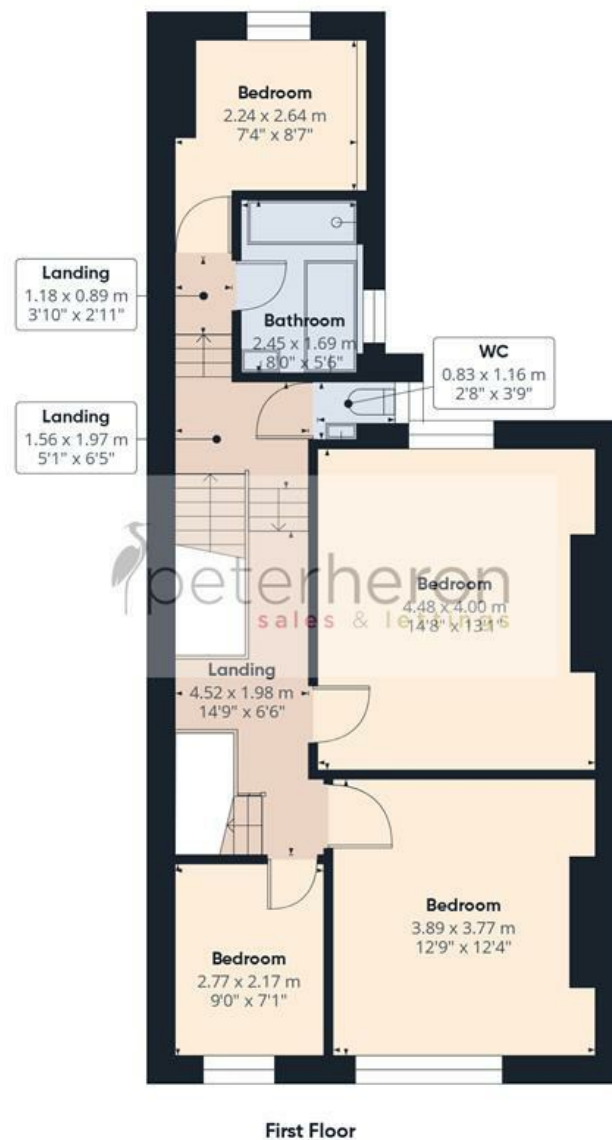 Bedroom
2.24 x 2.64 m
7'4" x 8'7"
Landing
1.18 x 0.89 m
3'10" x 2'11"
Bathroom
2.45 x 1.69 m
8'0" x 5'6"
WC
0.83 x 1.16 m
2'8" x 3'9"
Landing
1.56 x 1.97 m
5'1" x 6'5"
peterheron
sales & lettings
Bedroom
4.48 x 4.00 m
14'8" x 13'1"
Landing
4.52 x 1.98 m
14'9" x 6'6"
Bedroom
3.89 x 3.77 m
12'9" x 12'4"
Bedroom
2.77 x 2.17 m
9'0" x 7'1"
First Floor